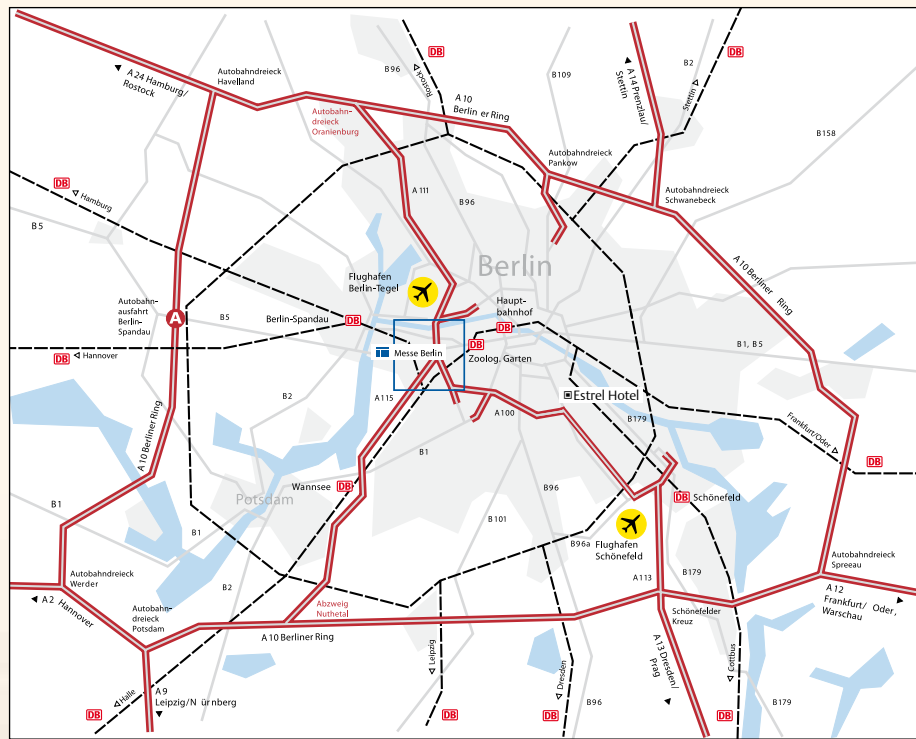 DB
DB
B96
Rostock
B109
A 14 Prenzlau/
Stettin
B2
Stettin
A 24 Hamburg/
Rostock
Autobahndreieck
Havelland
A 10
Berlin er Ring
Autobahn-
dreieck
Oranienburg
B158
Autobahndreieck
Pankow
DB
Hamburg
A 111
B96
Autobahndreieck
Schwanebeck
B 5
Berlin
A 10 Berliner Ring
Flughafen
Berlin-Tegel
Autobahn-
ausfahrt
Berlin-
Spandau
A
B5
Berlin-Spandau
DB
Haupt-
bahnhof
DB
DB
Hannover
Messe Berlin
DB
Zoolog. Garten
B1, B5
B2
A115
Estrel Hotel
A100
B179
Frankfurt/Oder
DB
A 10 Berliner Ring
B1
Wannsee
DB
B96
Potsdam
DB
Schönefeld
B1
B101
B1
B96a
Flughafen
Schönefeld
Autobahndreieck
Spreeau
Autobahndreieck
Werder
B2
A113
B179
A 12
Frankfurt/ Oder,
Warschau
A 2 Hannover
Autobahn-
dreieck
Potsdam
Abzweig
Nuthetal
Schönefelder
Kreuz
A 10 Berliner Ring
Leipzig
Dresden
A 13 Dresden/
Prag
Cottbus
A 9
Leipzig/N ürnberg
Halle
B96
B179
DB
DB
DB
DB